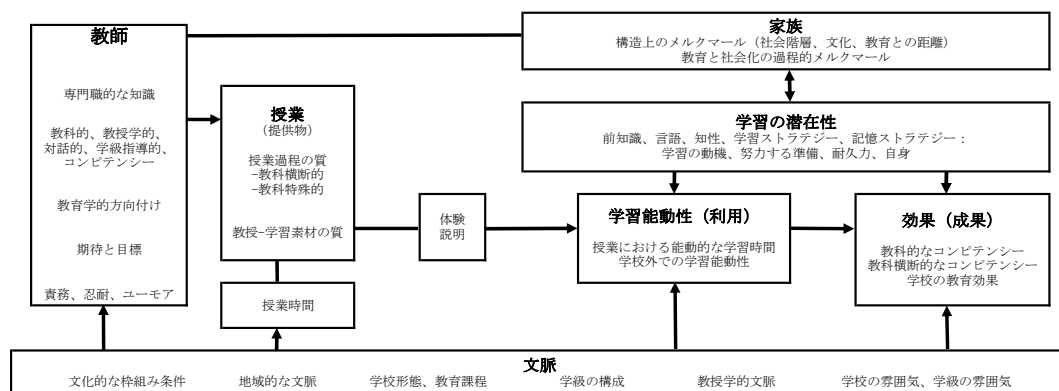 教師
専門職的な知識
教科的、教授学的、
対話的、学級指導的、
コンピテンシー
教育学的方向付け
期待と目標
責務、忍耐、ユーモア
授業
（提供物）
授業過程の質
-教科横断的
-教科特殊的
教授-学習素材の質
授業時間
体験
説明
家族
構造上のメルクマール（社会階層、文化、教育との距離）
教育と社会化の過程的メルクマール
学習の潜在性
前知識、言語、知性、学習ストラテジー、記憶ストラテジー：
学習の動機、努力する準備、耐久力、自身
学習能動性（利用）
授業における能動的な学習時間
学校外での学習能動性
効果（成果）
教科的なコンピテンシー
教科横断的なコンピテンシー
学校の教育効果
文脈
文化的な枠組み条件 地域的な文脈 学校形態、教育課程 学級の構成 教授学的文脈 学校の雰囲気、学級の雰囲気